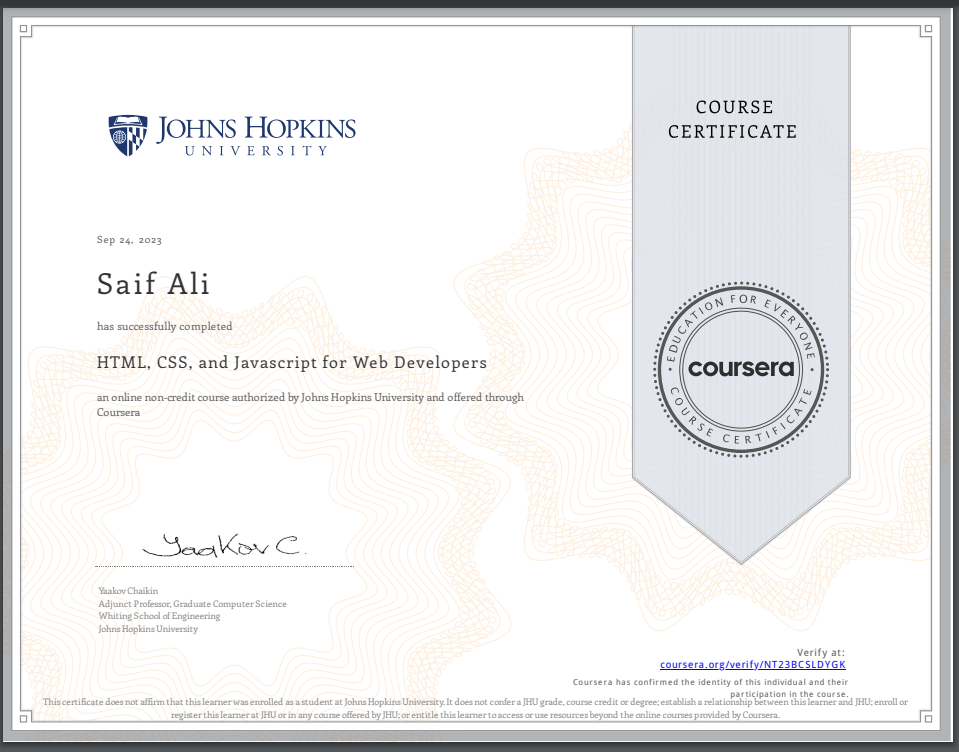 JOHNS HOPKINS
UNIVERSITY
COURSE
CERTIFICATE
Sep 24, 2023
Saif Ali
has successfully completed
HTML, CSS, and Javascript for Web Developers
an online non-credit course authorized by Johns Hopkins University and offered through
Coursera
EDUCATION FOR EVERYONE
coursera
COURSE CERTIFICATE
Yaakov C.
Yaakov Chaikin
Adjunct Professor, Graduate Computer Science
Whiting School of Engineering
Johns Hopkins University
Verify at:
coursera.org/verify/NT23BCSLDYGK
Coursera has confirmed the identity of this individual and their
participation in the course.
This certificate does not affirm that this learner was enrolled as a student at Johns Hopkins University. It does not confer a JHU grade, course credit or degree; establish a relationship between this learner and JHU; enroll or
register this learner at JHU or in any course offered by JHU; or entitle this learner to access or use resources beyond the online courses provided by Coursera.